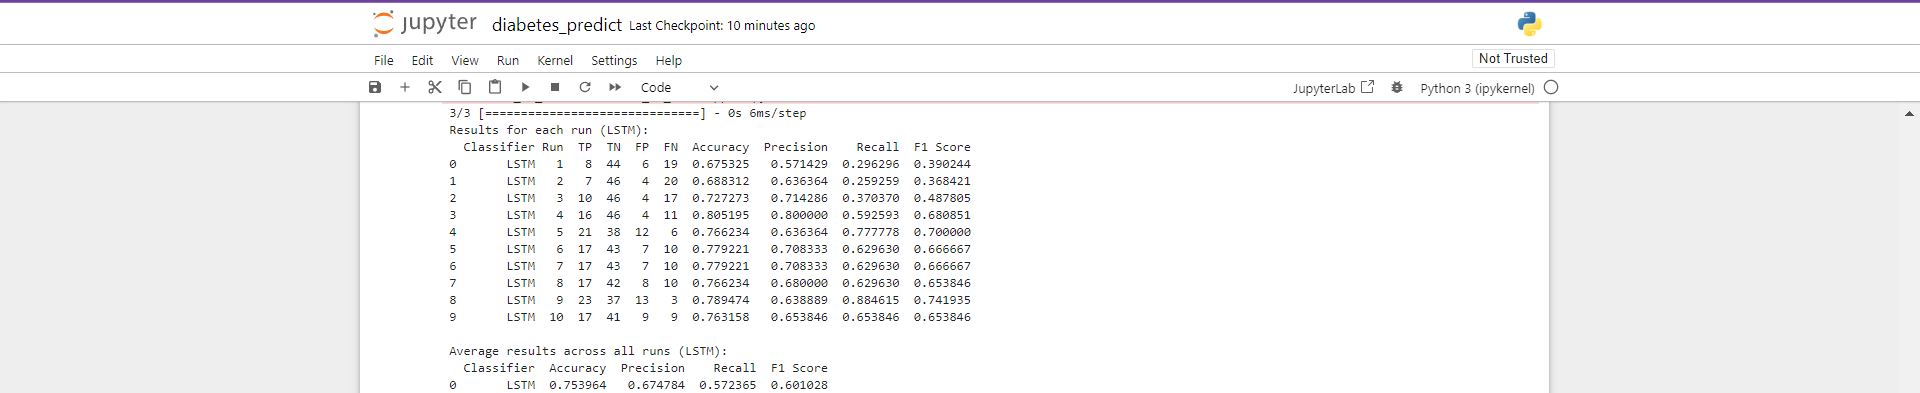 jupyter diabetes_predict Last Checkpoint: 10 minutes ago
File Edit View Run Kernel Settings Help Not Trusted
Code JupyterLab Python 3 (ipykernel)
3/3 [==============================] - 0s 6ms/step
Results for each run (LSTM):
Classifier Run TP TN FP FN Accuracy Precision Recall F1 Score
0 LSTM 1 8 44 6 19 0.675325 0.571429 0.296296 0.390244
1 LSTM 2 7 46 4 20 0.688312 0.636364 0.259259 0.368421
2 LSTM 3 10 46 4 17 0.727273 0.714286 0.370370 0.487805
3 LSTM 4 16 46 4 11 0.805195 0.800000 0.592593 0.680851
4 LSTM 5 21 38 12 6 0.766234 0.636364 0.777778 0.700000
5 LSTM 6 17 43 7 10 0.779221 0.708333 0.629630 0.666667
6 LSTM 7 17 43 7 10 0.779221 0.708333 0.629630 0.666667
7 LSTM 8 17 42 8 10 0.766234 0.680000 0.629630 0.653846
8 LSTM 9 23 37 13 3 0.789474 0.638889 0.884615 0.741935
9 LSTM 10 17 41 9 9 0.763158 0.653846 0.653846 0.653846
Average results across all runs (LSTM):
Classifier Accuracy Precision Recall F1 Score
0 LSTM 0.753964 0.674784 0.572365 0.601028